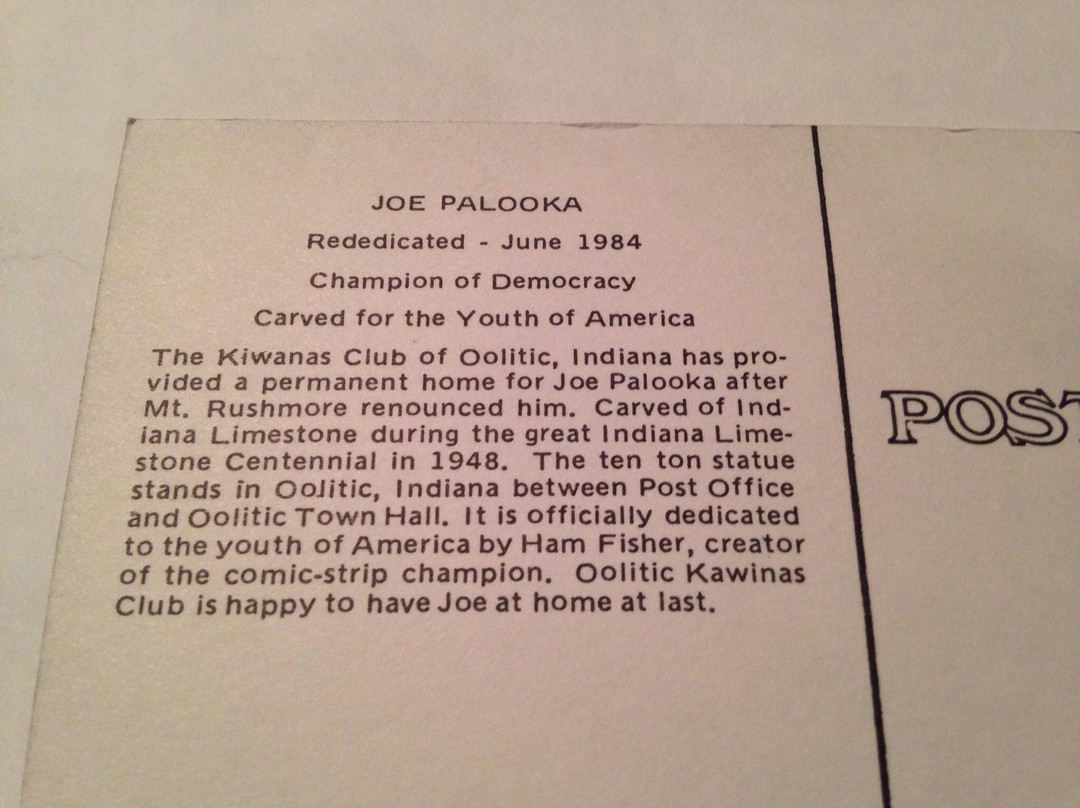 JOE PALOOKA
Rededicated - June 1984
Champion of Democracy
Carved for the Youth of America
The Kiwanas Club of Oolitic, Indiana has pro-
vided a permanent home for Joe Palooka after
Mt. Rushmore renounced him. Carved of Ind-
iana Limestone during the great Indiana Lime-
stone Centennial in 1948. The ten ton statue
stands in Oolitic, Indiana between Post Office
and Oolitic Town Hall. It is officially dedicated
to the youth of America by Ham Fisher, creator
of the comic-strip champion. Oolitic Kawinas
Club is happy to have Joe at home at last.
POST